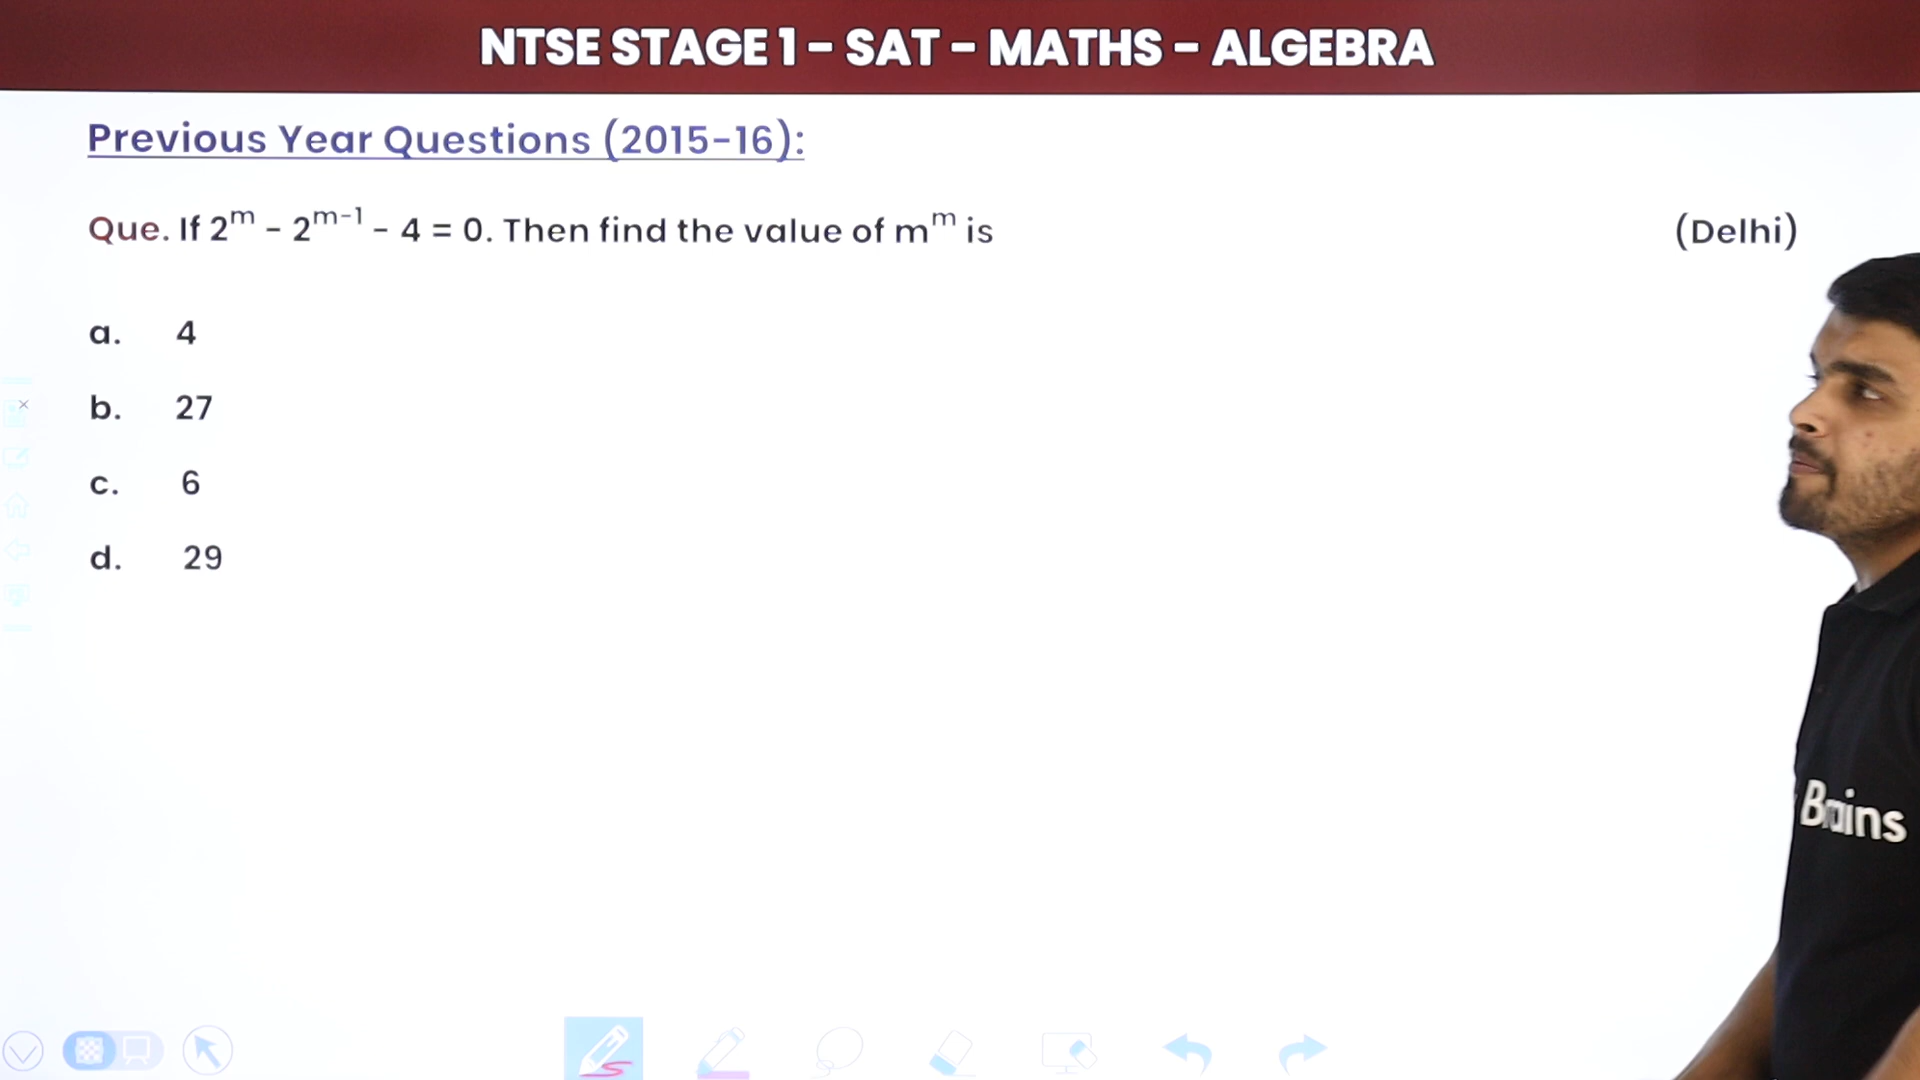 NTSE STAGE 1 – SAT – MATHS – ALGEBRA
Previous Year Questions (2015-16):
Que. If 2^m - 2^{m-1} - 4 = 0. Then find the value of m^m is (Delhi)
a. 4
b. 27
c. 6
d. 29
Brains